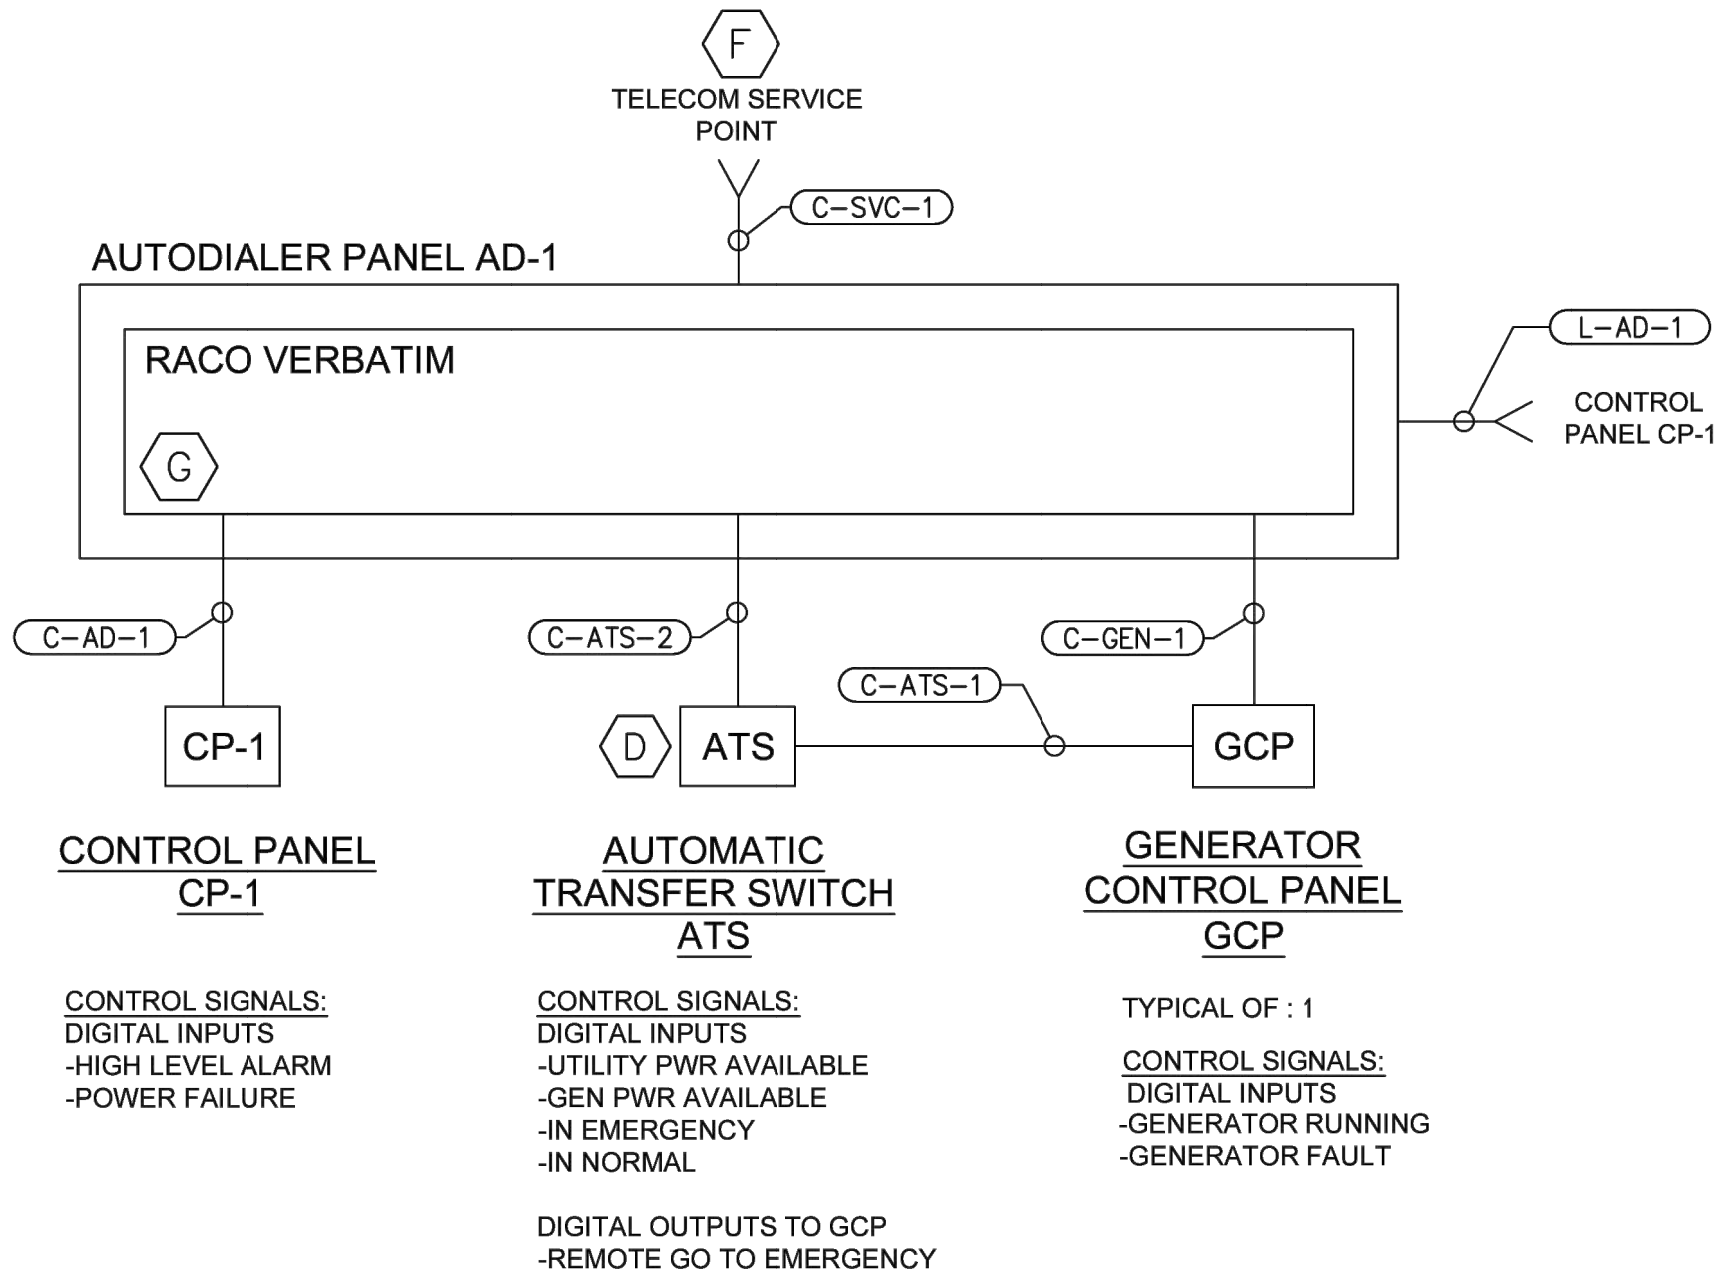 F
TELECOM SERVICE
POINT
C-SVC-1
AUTODIALER PANEL AD-1
L-AD-1
RACO VERBATIM
CONTROL
PANEL CP-1
G
C-AD-1
C-ATS-2
C-GEN-1
C-ATS-1
CP-1
D
ATS
GCP
CONTROL PANEL
CP-1
CONTROL SIGNALS:
DIGITAL INPUTS
-HIGH LEVEL ALARM
-POWER FAILURE
AUTOMATIC
TRANSFER SWITCH
ATS
CONTROL SIGNALS:
DIGITAL INPUTS
-UTILITY PWR AVAILABLE
-GEN PWR AVAILABLE
-IN EMERGENCY
-IN NORMAL
DIGITAL OUTPUTS TO GCP
-REMOTE GO TO EMERGENCY
GENERATOR
CONTROL PANEL
GCP
TYPICAL OF : 1
CONTROL SIGNALS:
DIGITAL INPUTS
-GENERATOR RUNNING
-GENERATOR FAULT